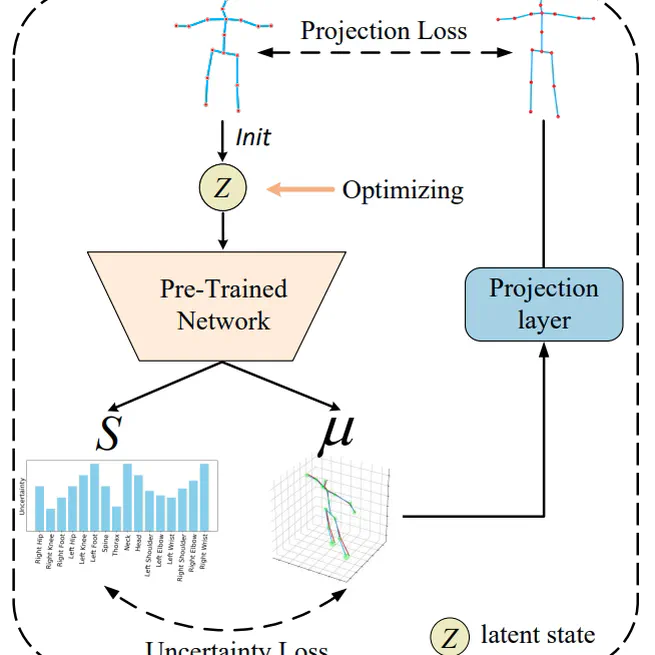 Projection Loss
Init
Z
Optimizing
Pre-Trained
Network
Projection
layer
S
μ
Uncertainty
Right Hip
Right Knee
Right Foot
Left Hip
Left Knee
Left Foot
Spine
Thorax
Neck
Head
Left Shoulder
Left Elbow
Left Wrist
Right Shoulder
Right Elbow
Right Wrist
Uncertainty Loss
Z
latent state